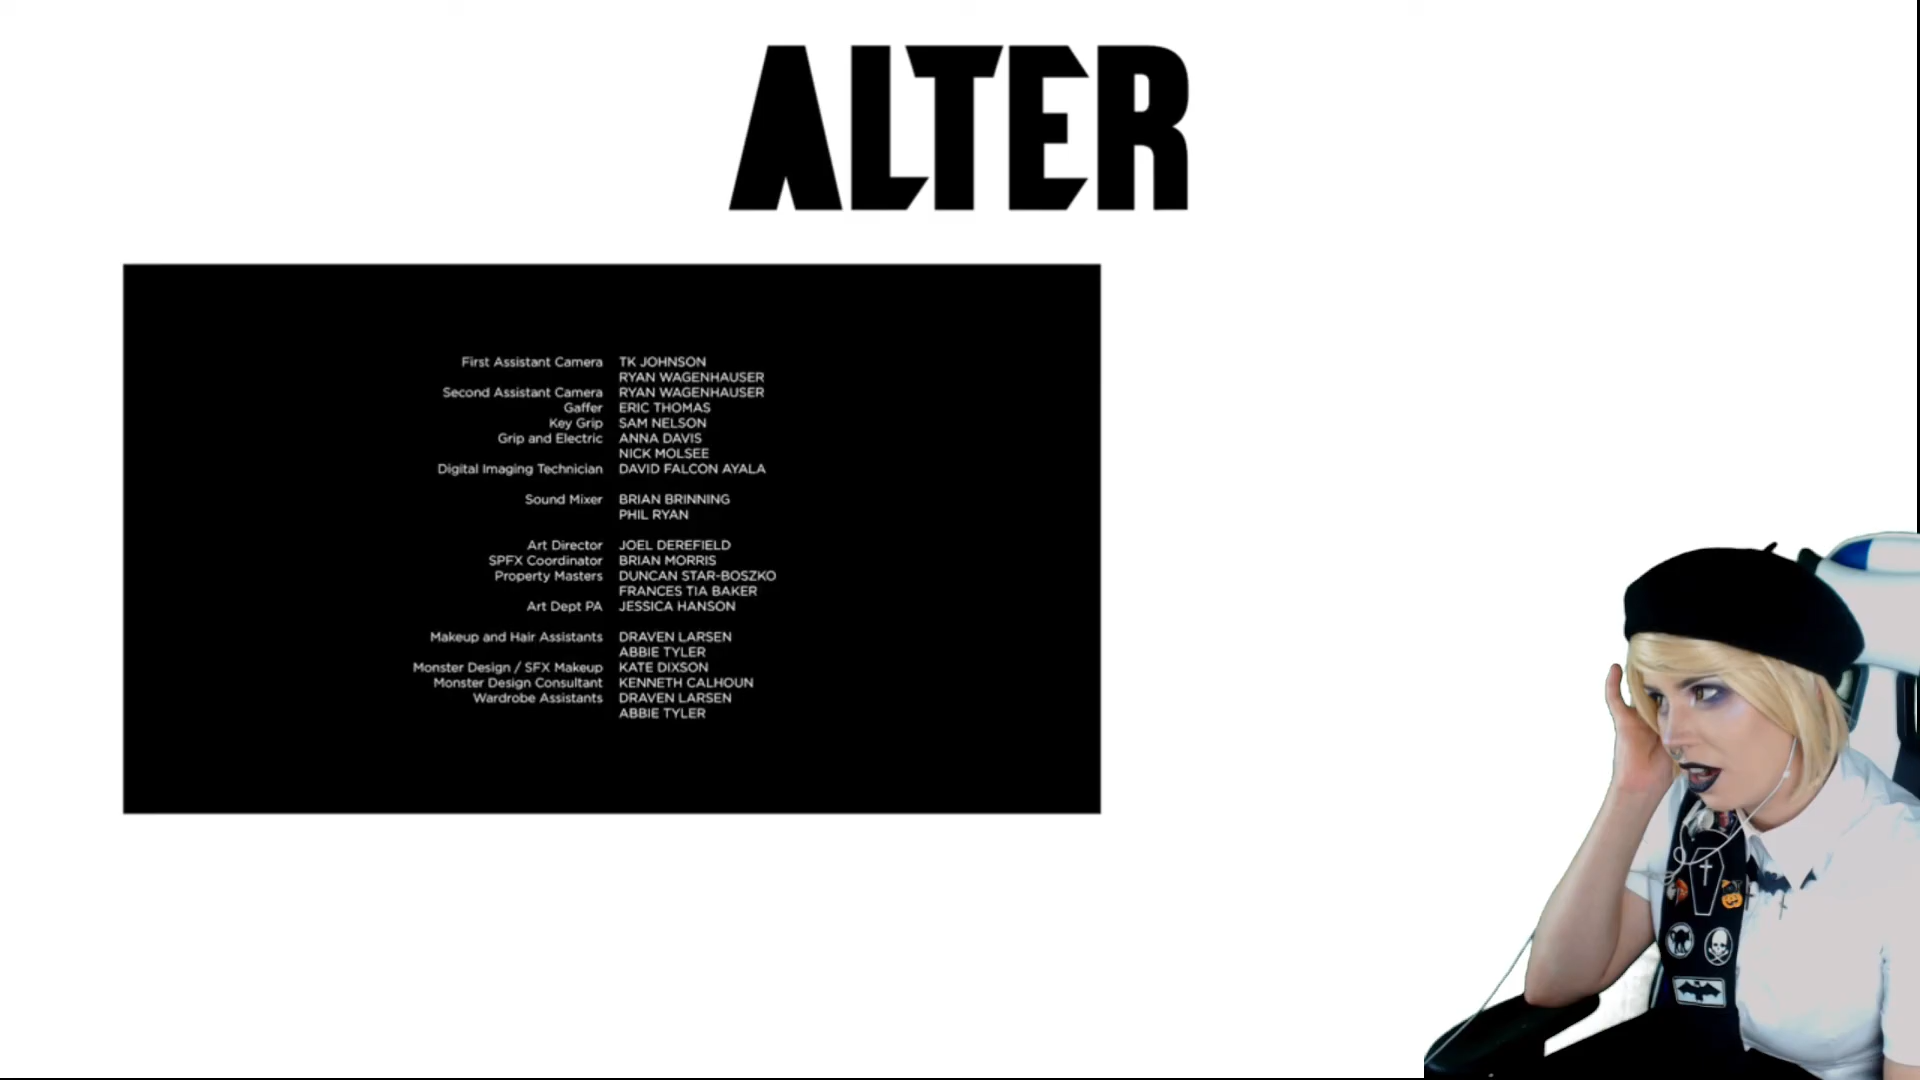 ALTER
First Assistant Camera TK JOHNSON
RYAN WAGENHAUSER
Second Assistant Camera RYAN WAGENHAUSER
Gaffer ERIC THOMAS
Key Grip SAM NELSON
Grip and Electric ANNA DAVIS
NICK MOLSEE
Digital Imaging Technician DAVID FALCON AYALA
Sound Mixer BRIAN BRINNING
PHIL RYAN
Art Director JOEL DEREFIELD
SPFX Coordinator BRIAN MORRIS
Property Masters DUNCAN STAR-BOSZKO
FRANCES TIA BAKER
Art Dept PA JESSICA HANSON
Makeup and Hair Assistants DRAVEN LARSEN
ABBIE TYLER
Monster Design / SFX Makeup KATE DIXSON
Monster Design Consultant KENNETH CALHOUN
Wardrobe Assistants DRAVEN LARSEN
ABBIE TYLER